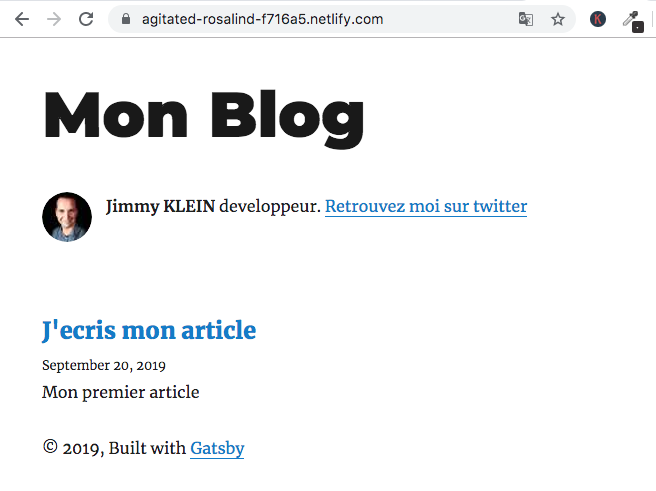 agitated-rosalind-f716a5.netlify.com
K
Mon Blog
Jimmy KLEIN developpeur. Retrouvez moi sur twitter
J'ecris mon article
September 20, 2019
Mon premier article
© 2019, Built with Gatsby